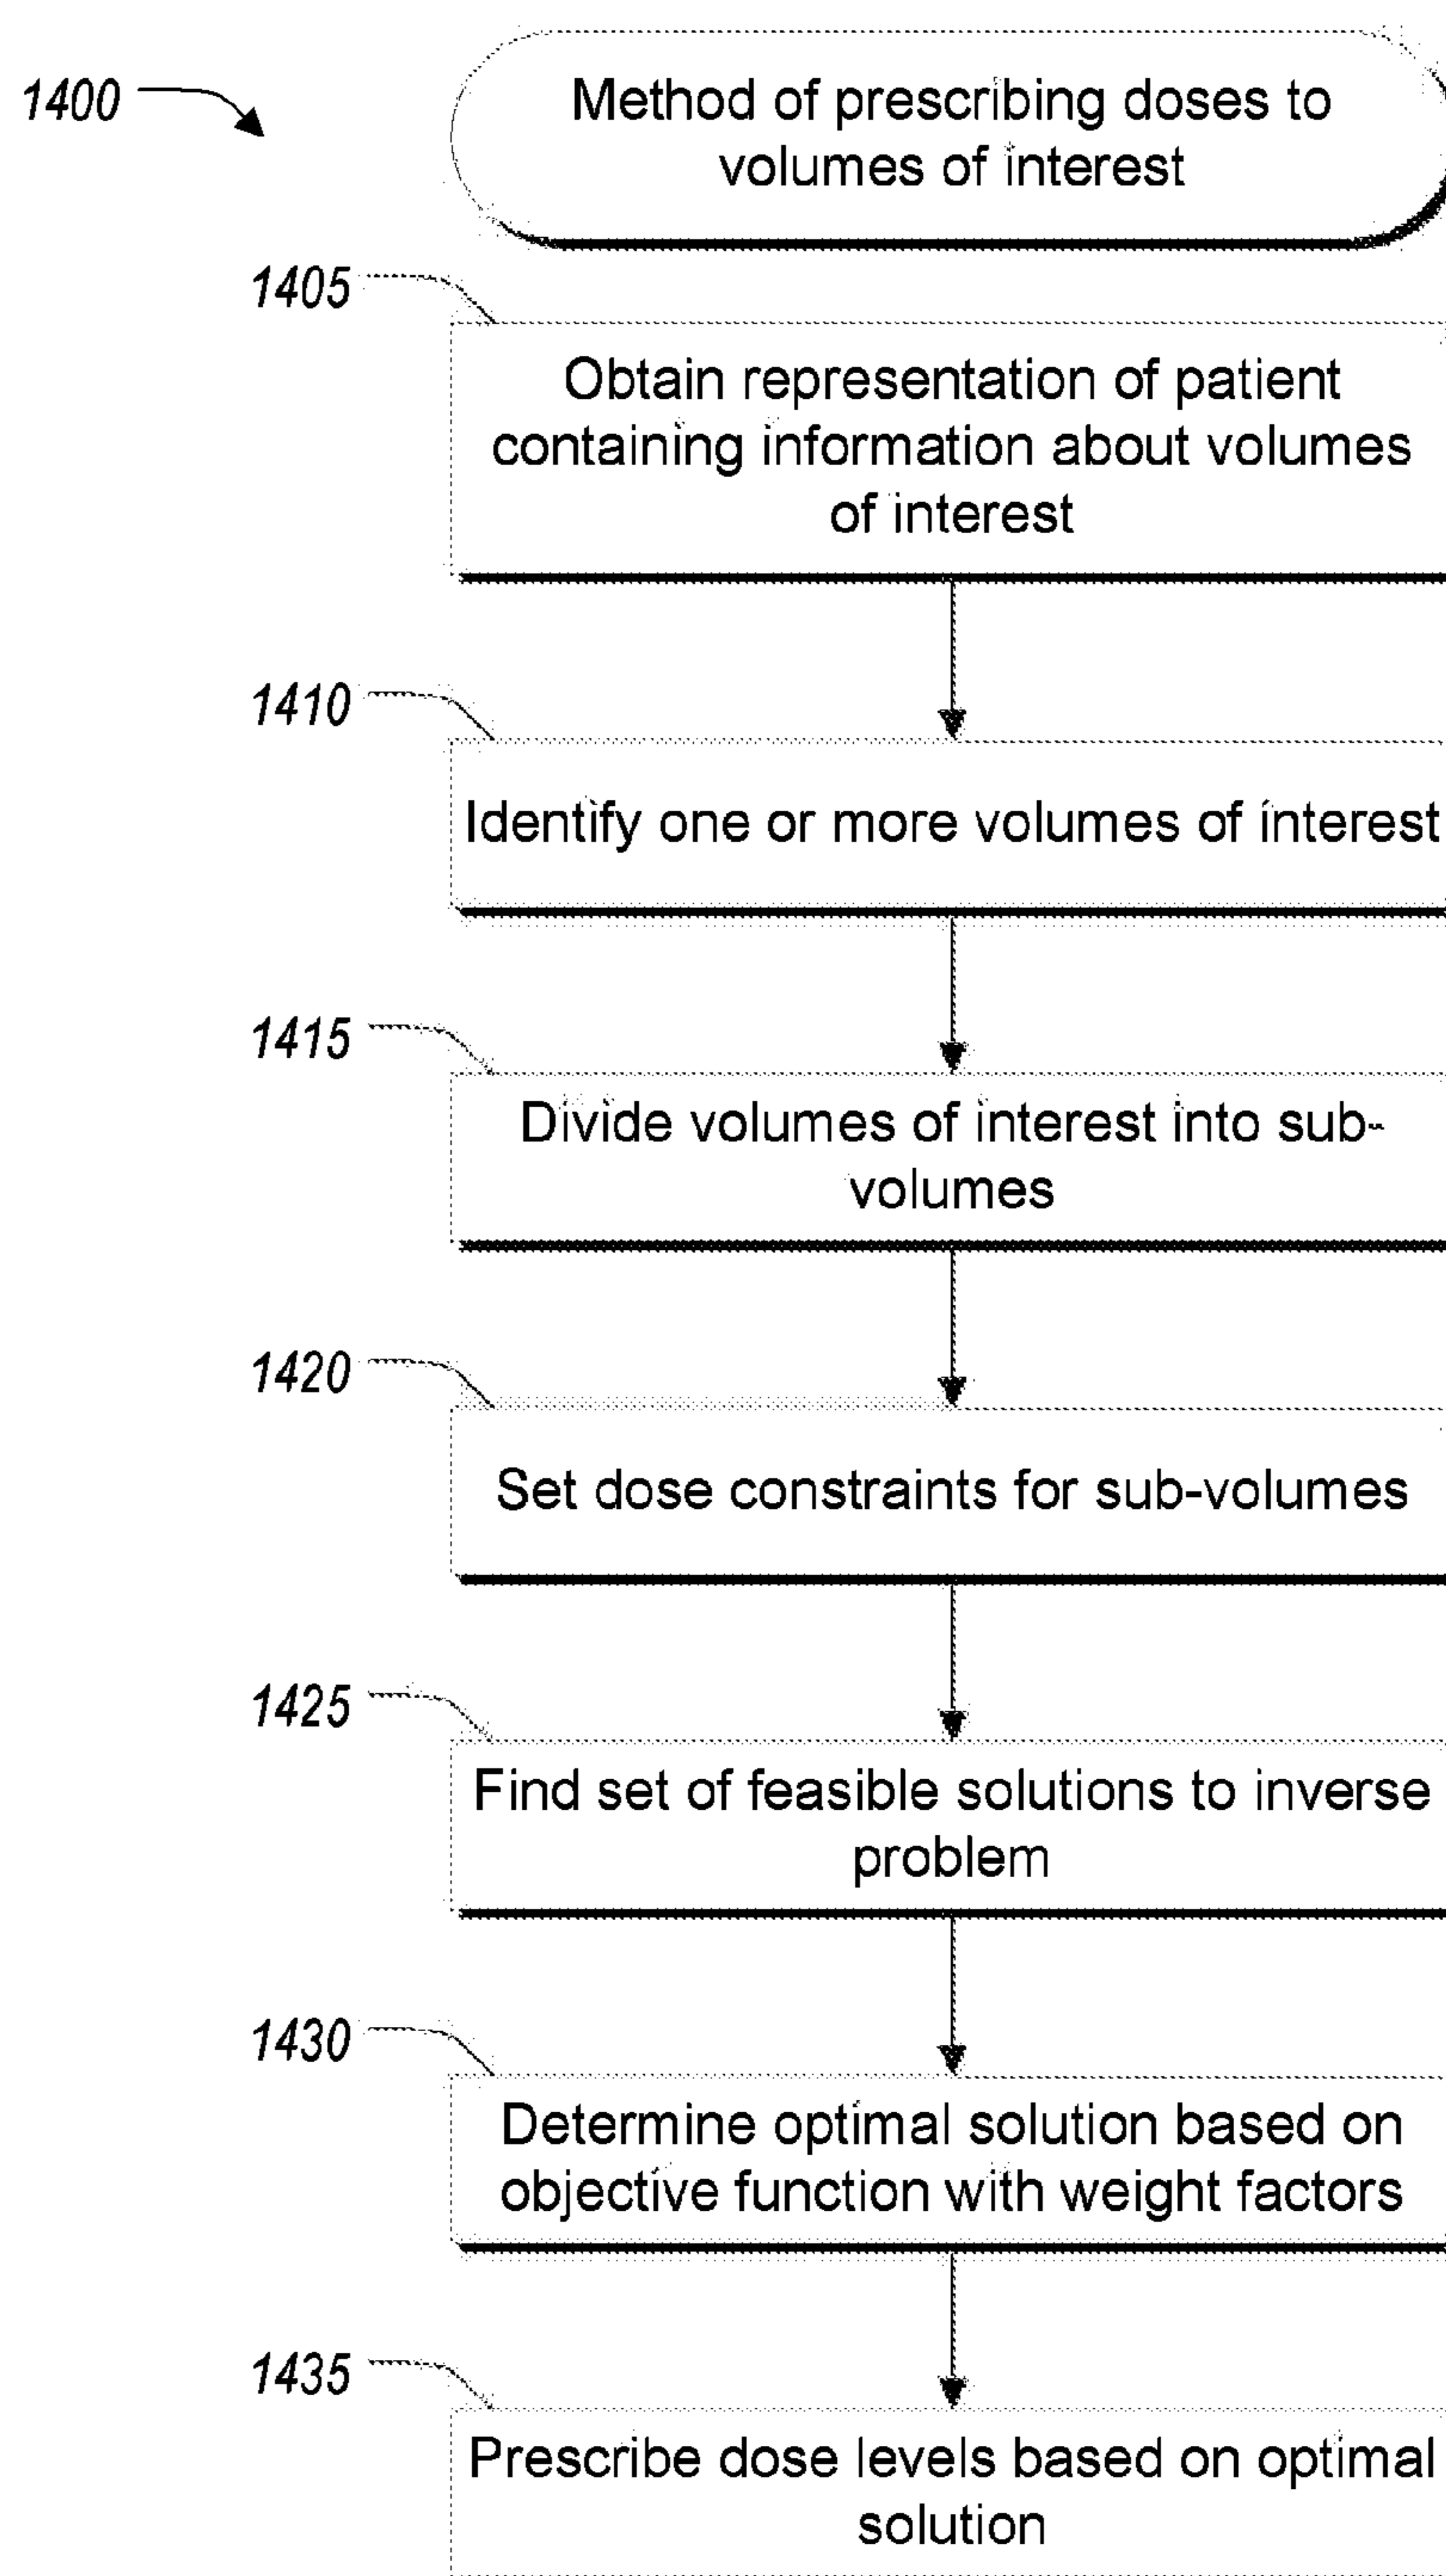 1400
Method of prescribing doses to
volumes of interest
1405
Obtain representation of patient
containing information about volumes
of interest
1410
Identify one or more volumes of interest
1415
Divide volumes of interest into sub-
volumes
1420
Set dose constraints for sub-volumes
1425
Find set of feasible solutions to inverse
problem
1430
Determine optimal solution based on
objective function with weight factors
1435
Prescribe dose levels based on optimal
solution